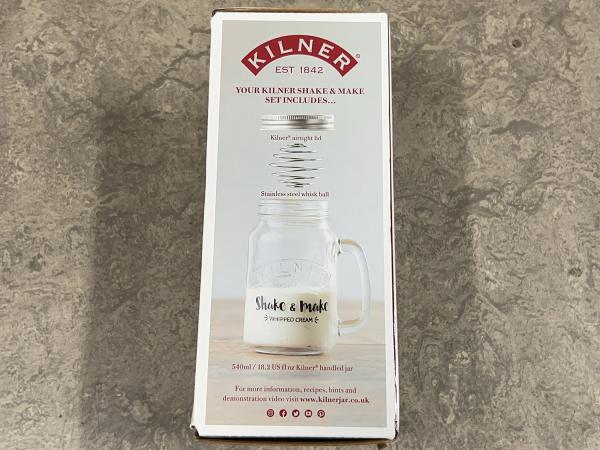 KILNER®
EST. 1842
YOUR KILNER SHAKE & MAKE
SET INCLUDES...
Kilner® airtight lid
Stainless steel whisk ball
KILNER
Shake & Make
WHIPPED CREAM
540ml / 18.2 US fl oz Kilner® handled jar
For more information, recipes, hints and
demonstration video visit www.kilnerjar.co.uk